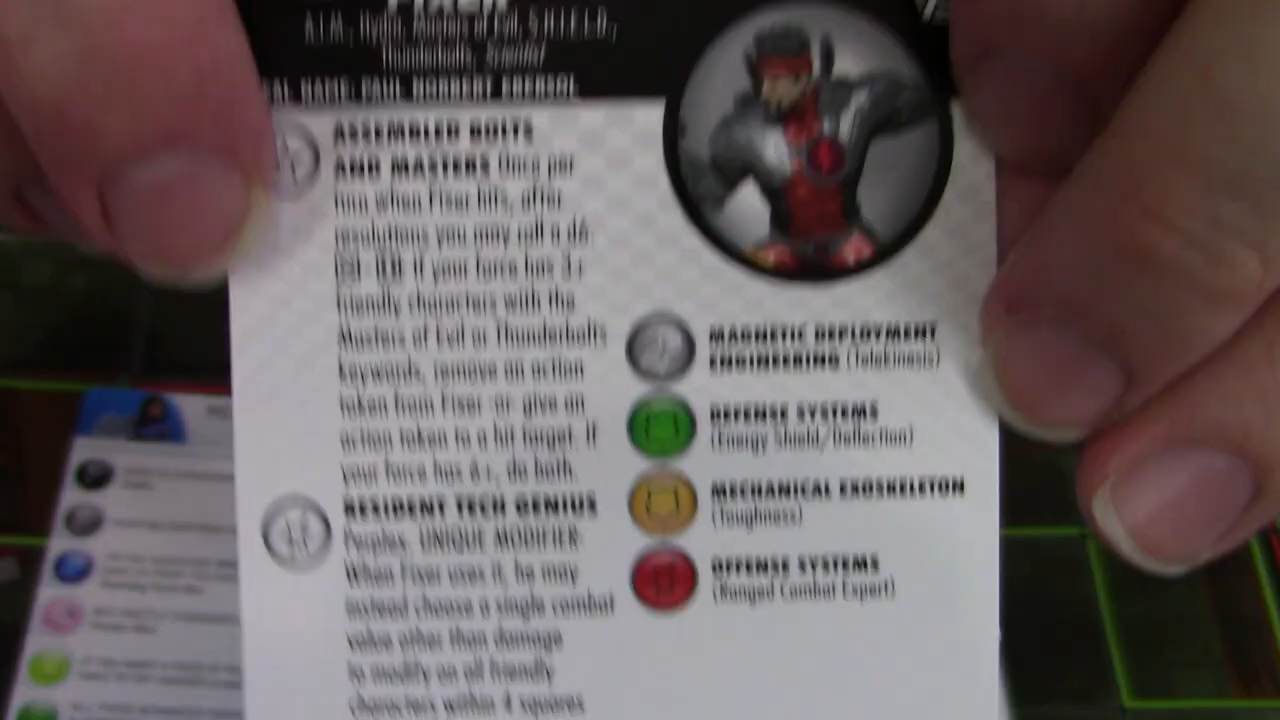 FIXER
A.I.M., Hydra, Masters of Evil, S.H.I.E.L.D.,
Thunderbolts, Scientist
REAL NAME: PAUL NORBERT EBERSOL
ASSEMBLED BOLTS
AND MASTERS Once per
turn when Fixer hits, after
resolutions you may roll a d6.
If your force has 3+
friendly characters with the
Masters of Evil or Thunderbolts
keywords, remove an action
token from Fixer or give an
action token to a hit target. If
your force has 6+, do both.
RESIDENT TECH GENIUS
Perplex. UNIQUE MODIFIER:
When Fixer uses it, he may
instead choose a single combat
value other than damage
to modify on all friendly
characters within 4 squares
MAGNETIC DEPLOYMENT
ENGINEERING (Telekinesis)
DEFENSE SYSTEMS
(Energy Shield/Deflection)
MECHANICAL EXOSKELETON
(Toughness)
OFFENSE SYSTEMS
(Ranged Combat Expert)